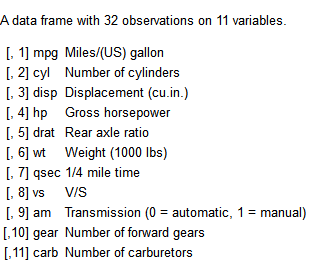 A data frame with 32 observations on 11 variables.
[, 1] mpg Miles/(US) gallon
[, 2] cyl Number of cylinders
[, 3] disp Displacement (cu.in.)
[, 4] hp Gross horsepower
[, 5] drat Rear axle ratio
[, 6] wt Weight (1000 lbs)
[, 7] qsec 1/4 mile time
[, 8] vs V/S
[, 9] am Transmission (0 = automatic, 1 = manual)
[,10] gear Number of forward gears
[,11] carb Number of carburetors